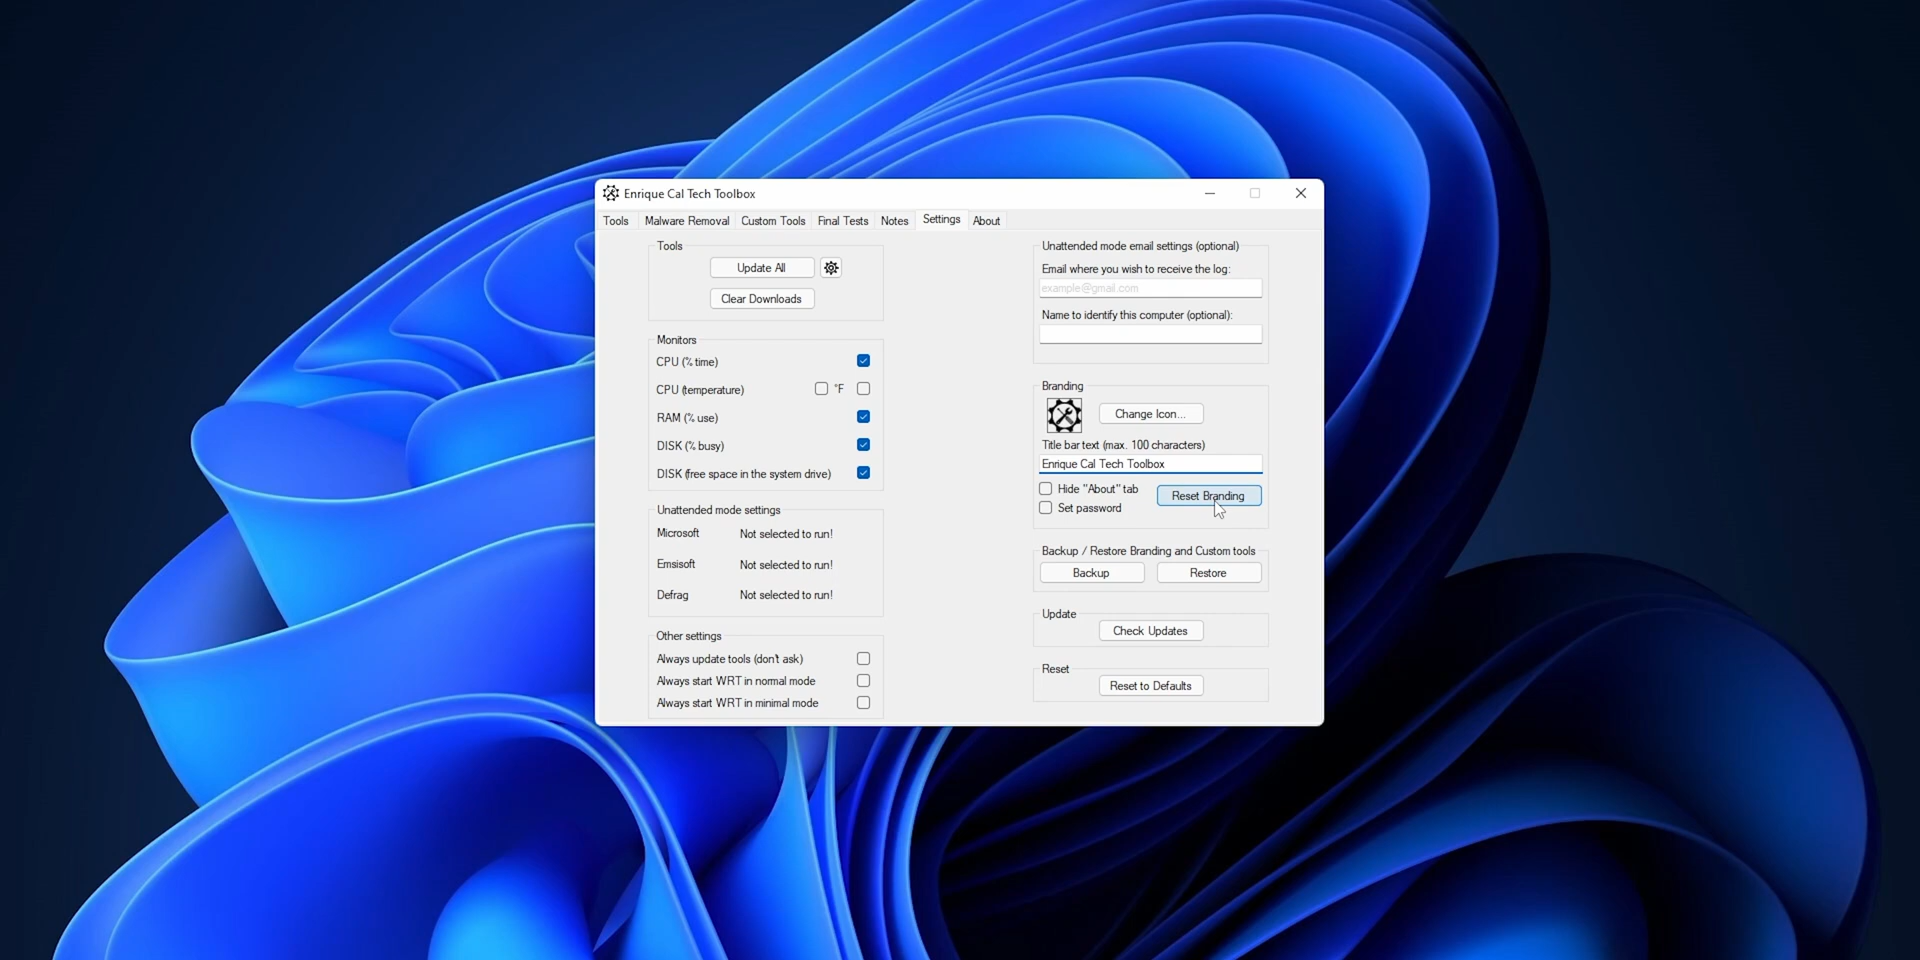 Enrique Cal Tech Toolbox
Tools Malware Removal Custom Tools Final Tests Notes Settings About
Tools
Update All
Clear Downloads
Monitors
CPU (% time)
CPU (temperature) °F
RAM (% use)
DISK (% busy)
DISK (free space in the system drive)
Unattended mode settings
Microsoft Not selected to run!
Emsisoft Not selected to run!
Defrag Not selected to run!
Other settings
Always update tools (don't ask)
Always start WRT in normal mode
Always start WRT in minimal mode
Unattended mode email settings (optional)
Email where you wish to receive the log:
example@gmail.com
Name to identify this computer (optional):
Branding
Change Icon...
Title bar text (max. 100 characters)
Enrique Cal Tech Toolbox
Hide "About" tab
Reset Branding
Set password
Backup / Restore Branding and Custom tools
Backup Restore
Update
Check Updates
Reset
Reset to Defaults